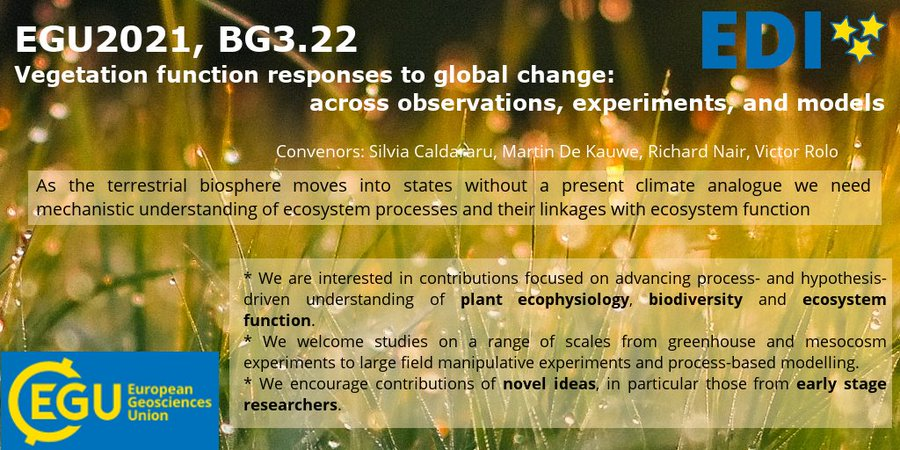 EGU2021, BG3.22
EDI
Vegetation function responses to global change:
across observations, experiments, and models
Convenors: Silvia Caldararu, Martin De Kauwe, Richard Nair, Victor Rolo
As the terrestrial biosphere moves into states without a present climate analogue we need
mechanistic understanding of ecosystem processes and their linkages with ecosystem function
* We are interested in contributions focused on advancing process- and hypothesis-
driven understanding of plant ecophysiology, biodiversity and ecosystem
function.
* We welcome studies on a range of scales from greenhouse and mesocosm
experiments to large field manipulative experiments and process-based modelling.
* We encourage contributions of novel ideas, in particular those from early stage
researchers.
EGU
European
Geosciences
Union